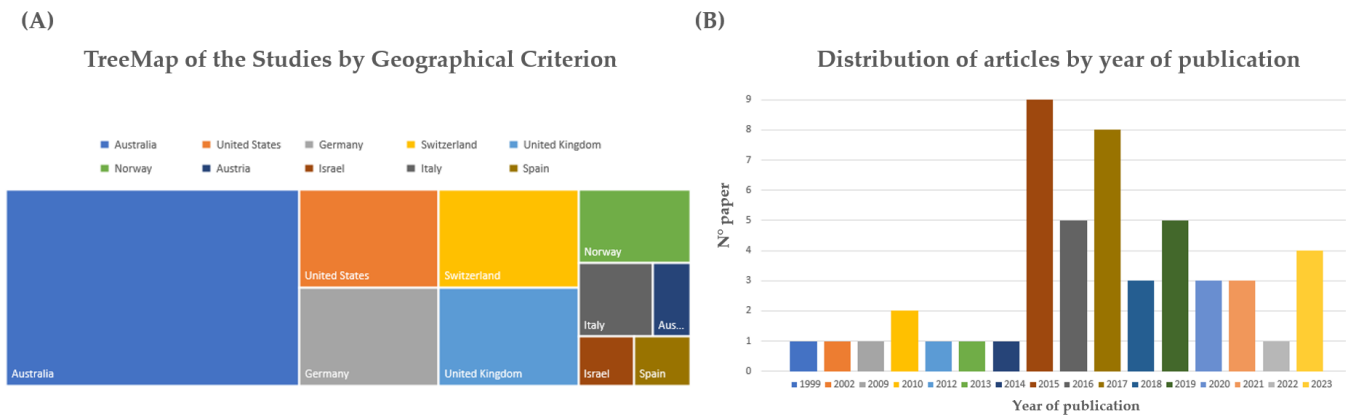 (A)
TreeMap of the Studies by Geographical Criterion
Australia United States Germany Switzerland United Kingdom
Norway Austria Israel Italy Spain
Norway
United States Switzerland
Italy Aus...
Australia Germany United Kingdom Israel Spain
(B)
Distribution of articles by year of publication
9
8
7
6
5
4
3
2
1
0
N° paper
1999 2002 2009 2010 2012 2013 2014 2015 2016 2017 2018 2019 2020 2021 2022 2023
Year of publication